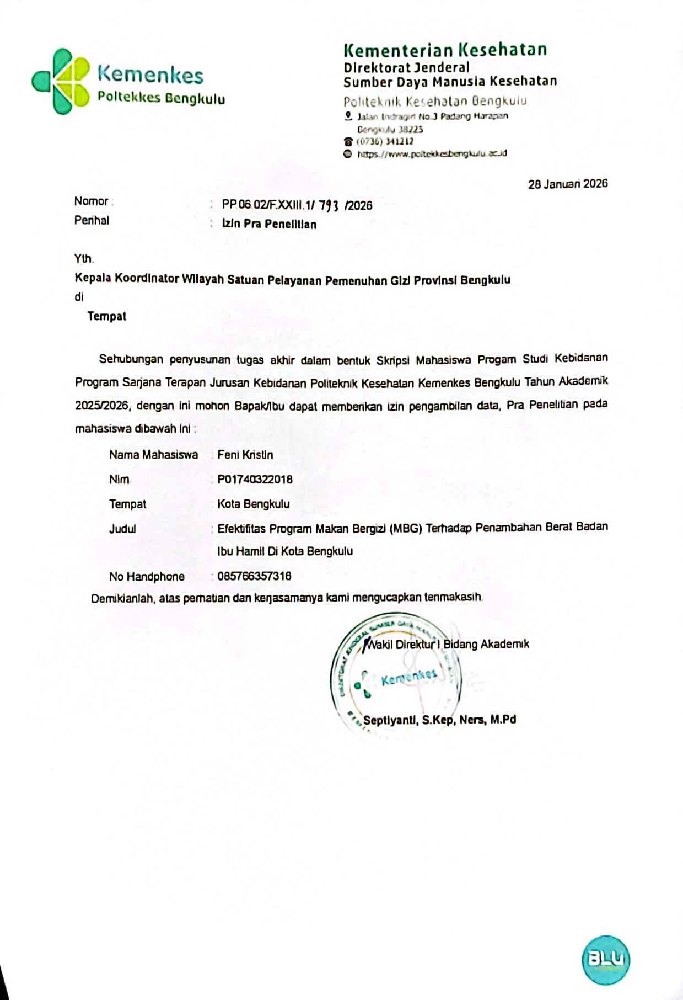 Kemenkes
Poltekkes Bengkulu
Kementerian Kesehatan
Direktorat Jenderal
Sumber Daya Manusia Kesehatan
Politeknik Kesehatan Bengkulu
Jalan Indragiri No.3 Padang Harapan
Bengkulu 38225
(0736) 341212
https://www.poltekkesbengkulu.ac.id
28 Januari 2026
Nomor : : PP.06.02/F.XXIII.1/ 793 /2026
Perihal : Izin Pra Penelitian
Yth.
Kepala Koordinator Wilayah Satuan Pelayanan Pemenuhan Gizi Provinsi Bengkulu
di
Tempat
Sehubungan penyusunan tugas akhir dalam bentuk Skripsi Mahasiswa Progam Studi Kebidanan
Program Sarjana Terapan Jurusan Kebidanan Politeknik Kesehatan Kemenkes Bengkulu Tahun Akademik
2025/2026, dengan ini mohon Bapak/Ibu dapat memberikan izin pengambilan data, Pra Penelitian pada
mahasiswa dibawah ini :
Nama Mahasiswa : Feni Kristin
Nim : P01740322018
Tempat : Kota Bengkulu
Judul : Efektifitas Program Makan Bergizi (MBG) Terhadap Penambahan Berat Badan
Ibu Hamil Di Kota Bengkulu
No Handphone : 085766357316
Demikianlah, atas perhatian dan kerjasamanya kami mengucapkan terimakasih.
DIREKTORAT JENDERAL SUMBER DAYA
Wakil Direktur I Bidang Akademik
Kemenkes
Septiyanti, S.Kep, Ners, M.Pd
BLU